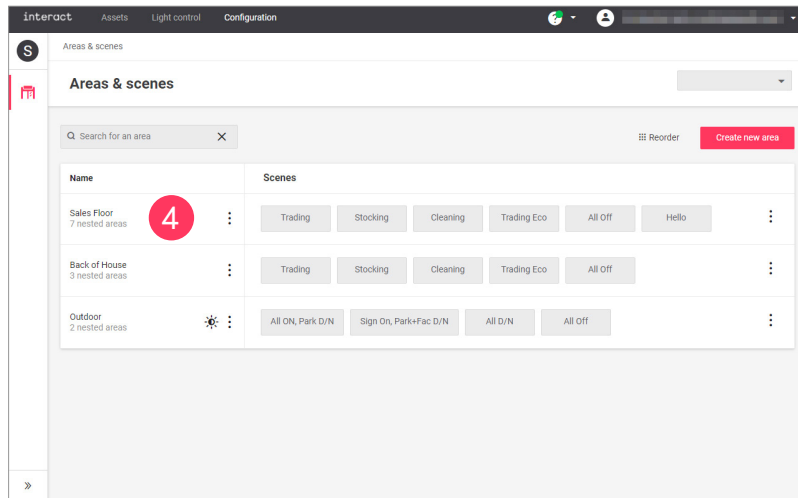 interact Assets Light control Configuration ?
S Areas & scenes
Areas & scenes
Search for an area Reorder Create new area
Name Scenes
Sales Floor
7 nested areas
4
Trading Stocking Cleaning Trading Eco All Off Hello
Back of House
3 nested areas
Trading Stocking Cleaning Trading Eco All Off
Outdoor
2 nested areas
All ON, Park D/N Sign On, Park+Fac D/N All D/N All Off